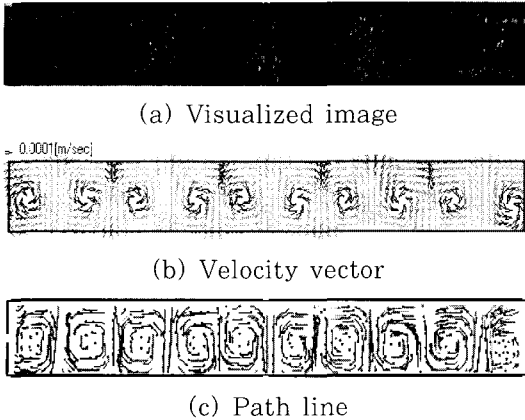 (a) Visualized image
0.0001[m/sec]
(b) Velocity vector
(c) Path line